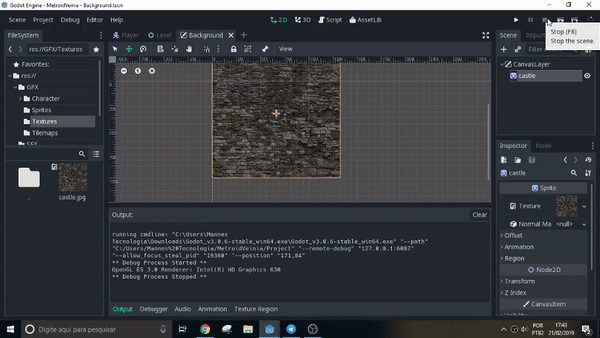 Godot Engine - MetroidVeinia - Background.tscn
Scene Project Debug Editor Help
2D 3D Script AssetLib
Stop (F8)
Stop the scene.
FileSystem
Main
Player
Level
Background
Scene Import
res://GFX/Textures
View
Filter
Favorites:
res://
GFX
Character
Sprites
Textures
Tilemaps
SFX
CanvasLayer
castle
castle.jpg
Inspector Node
castle
Sprite
Texture
Normal Ma <null>
Offset
Animation
Region
Node2D
Transform
Z Index
CanvasItem
Visibility
Output:
Clear
running cmdline: "C:\Users\Mannes
Tecnologia\Downloads\Godot_v3.0.6-stable_win64.exe\Godot_v3.0.6-stable_win64.exe" "--path"
"C:/Users/Mannes%20Tecnologia/MetroidVeinia/Project" "--remote-debug" "127.0.0.1:6007"
"--allow_focus_steal_pid" "19360" "--position" "171,84"
** Debug Process Started **
OpenGL ES 3.0 Renderer: Intel(R) HD Graphics 630
** Debug Process Stopped **
Output Debugger Audio Animation Texture Region
Digite aqui para pesquisar
POR
PTB2
17:43
21/02/2019